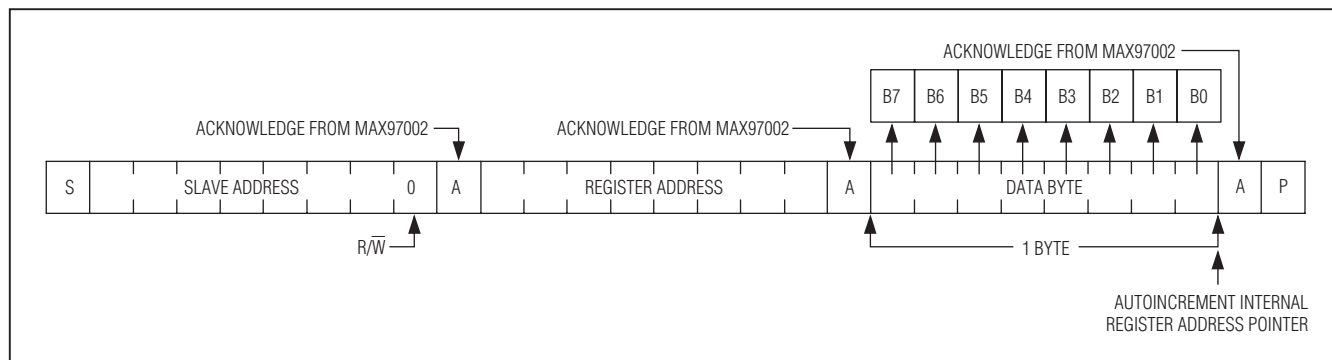 ACKNOWLEDGE FROM MAX97002
B7 B6 B5 B4 B3 B2 B1 B0
ACKNOWLEDGE FROM MAX97002
ACKNOWLEDGE FROM MAX97002
S SLAVE ADDRESS 0 A REGISTER ADDRESS A DATA BYTE A P
R/W̅
1 BYTE
AUTOINCREMENT INTERNAL
REGISTER ADDRESS POINTER